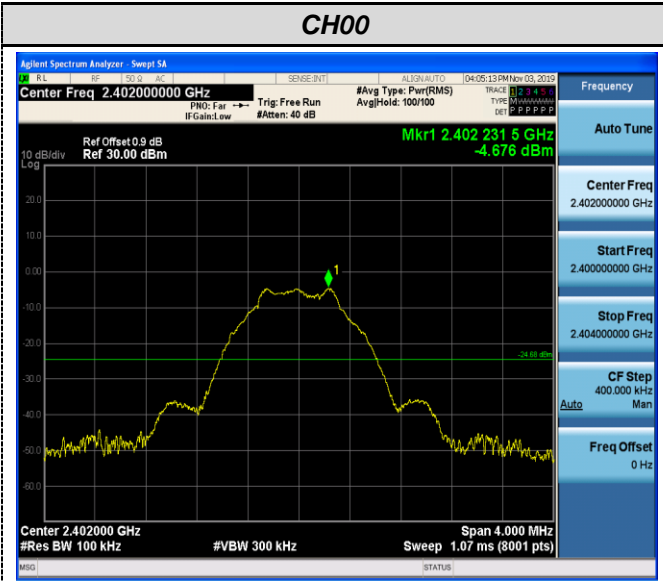 CH00
Agilent Spectrum Analyzer - Swept SA
RL RF 50 Ω AC SENSE:INT ALIGN AUTO 04:05:13 PM Nov 03, 2019
Center Freq 2.402000000 GHz
PNO: Far
IFGain:Low
Trig: Free Run
#Atten: 40 dB
#Avg Type: Pwr(RMS)
Avg|Hold: 100/100
TRACE 1 2 3 4 5 6
TYPE M
DET P P P P P P
Ref Offset 0.9 dB
10 dB/div Ref 30.00 dBm
Log
Mkr1 2.402 231 5 GHz
-4.676 dBm
20.0
10.0
0.00
1
-10.0
-20.0
-24.68 dBm
-30.0
-40.0
-50.0
-60.0
Center 2.402000 GHz Span 4.000 MHz
#Res BW 100 kHz #VBW 300 kHz Sweep 1.07 ms (8001 pts)
MSG STATUS
Frequency
Auto Tune
Center Freq
2.402000000 GHz
Start Freq
2.400000000 GHz
Stop Freq
2.404000000 GHz
CF Step
400.000 kHz
Auto Man
Freq Offset
0 Hz